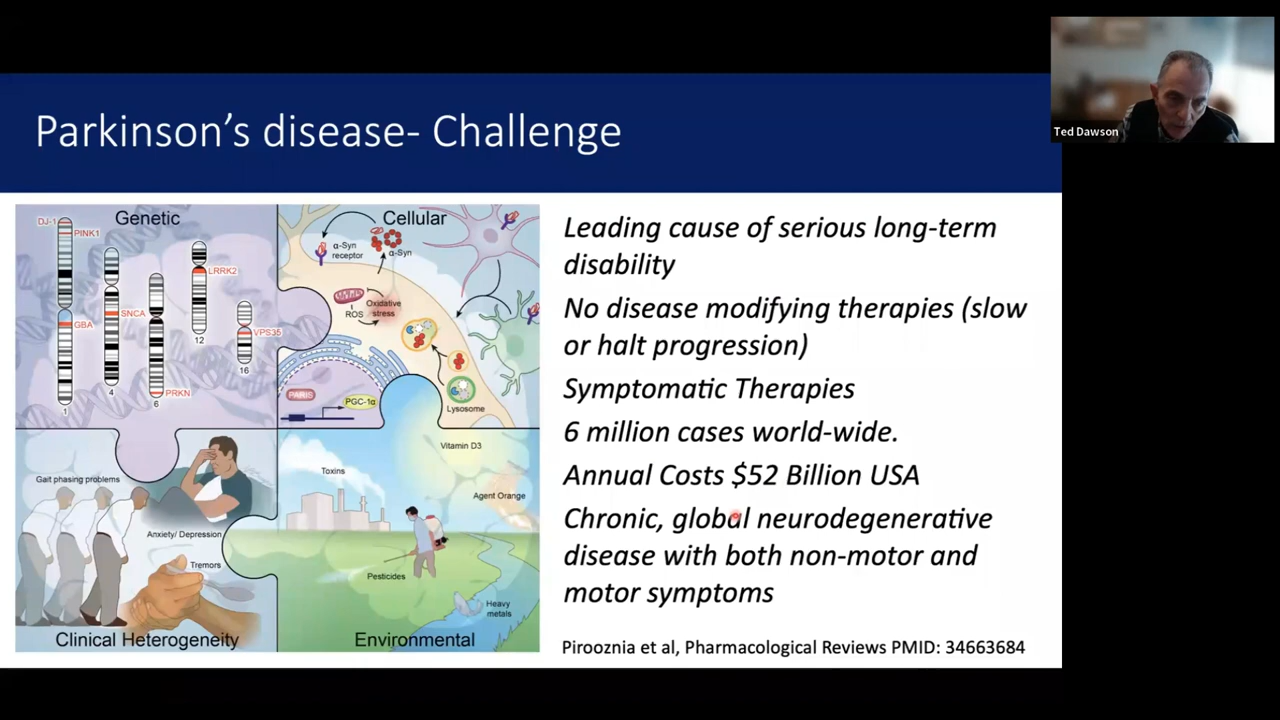 Parkinson's disease- Challenge
Ted Dawson
Genetic
DJ-1
PINK1
GBA
1
SNCA
4
PRKN
6
LRRK2
12
VPS35
16
Cellular
α-Syn
receptor
α-Syn
Oxidative
stress
ROS
PARIS
PGC-1α
Lysosome
Gait phasing problems
Anxiety/ Depression
Tremors
Clinical Heterogeneity
Vitamin D3
Toxins
Agent Orange
Pesticides
Heavy
metals
Environmental
Leading cause of serious long-term
disability
No disease modifying therapies (slow
or halt progression)
Symptomatic Therapies
6 million cases world-wide.
Annual Costs $52 Billion USA
Chronic, global neurodegenerative
disease with both non-motor and
motor symptoms
Pirooznia et al, Pharmacological Reviews PMID: 34663684